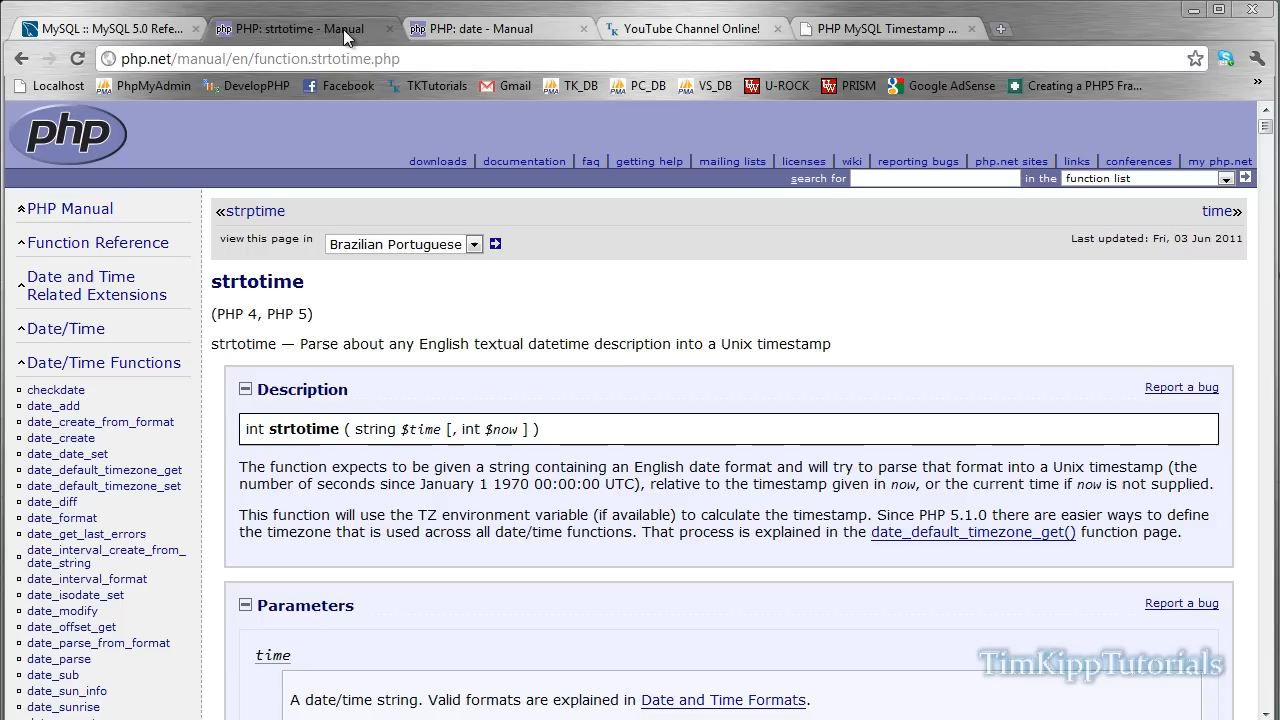 MySQL :: MySQL 5.0 Refe...
php PHP: strtotime - Manual
php PHP: date - Manual
YouTube Channel Online!
PHP MySQL Timestamp ...
php.net/manual/en/function.strtotime.php
Localhost PhpMyAdmin DevelopPHP Facebook TKTutorials Gmail TK_DB PC_DB VS_DB U-ROCK PRISM Google AdSense Creating a PHP5 Fra... »
php
downloads | documentation | faq | getting help | mailing lists | licenses | wiki | reporting bugs | php.net sites | links | conferences | my php.net
search for in the function list
PHP Manual
Function Reference
Date and Time
Related Extensions
Date/Time
Date/Time Functions
checkdate
date_add
date_create_from_format
date_create
date_date_set
date_default_timezone_get
date_default_timezone_set
date_diff
date_format
date_get_last_errors
date_interval_create_from_
date_string
date_interval_format
date_isodate_set
date_modify
date_offset_get
date_parse_from_format
date_parse
date_sub
date_sun_info
date_sunrise
«strptime
time»
view this page in Brazilian Portuguese
Last updated: Fri, 03 Jun 2011
strtotime
(PHP 4, PHP 5)
strtotime — Parse about any English textual datetime description into a Unix timestamp
Description
Report a bug
int strtotime ( string $time [, int $now ] )
The function expects to be given a string containing an English date format and will try to parse that format into a Unix timestamp (the
number of seconds since January 1 1970 00:00:00 UTC), relative to the timestamp given in now, or the current time if now is not supplied.
This function will use the TZ environment variable (if available) to calculate the timestamp. Since PHP 5.1.0 there are easier ways to define
the timezone that is used across all date/time functions. That process is explained in the date_default_timezone_get() function page.
Parameters
Report a bug
time
A date/time string. Valid formats are explained in Date and Time Formats.
TimKippTutorials